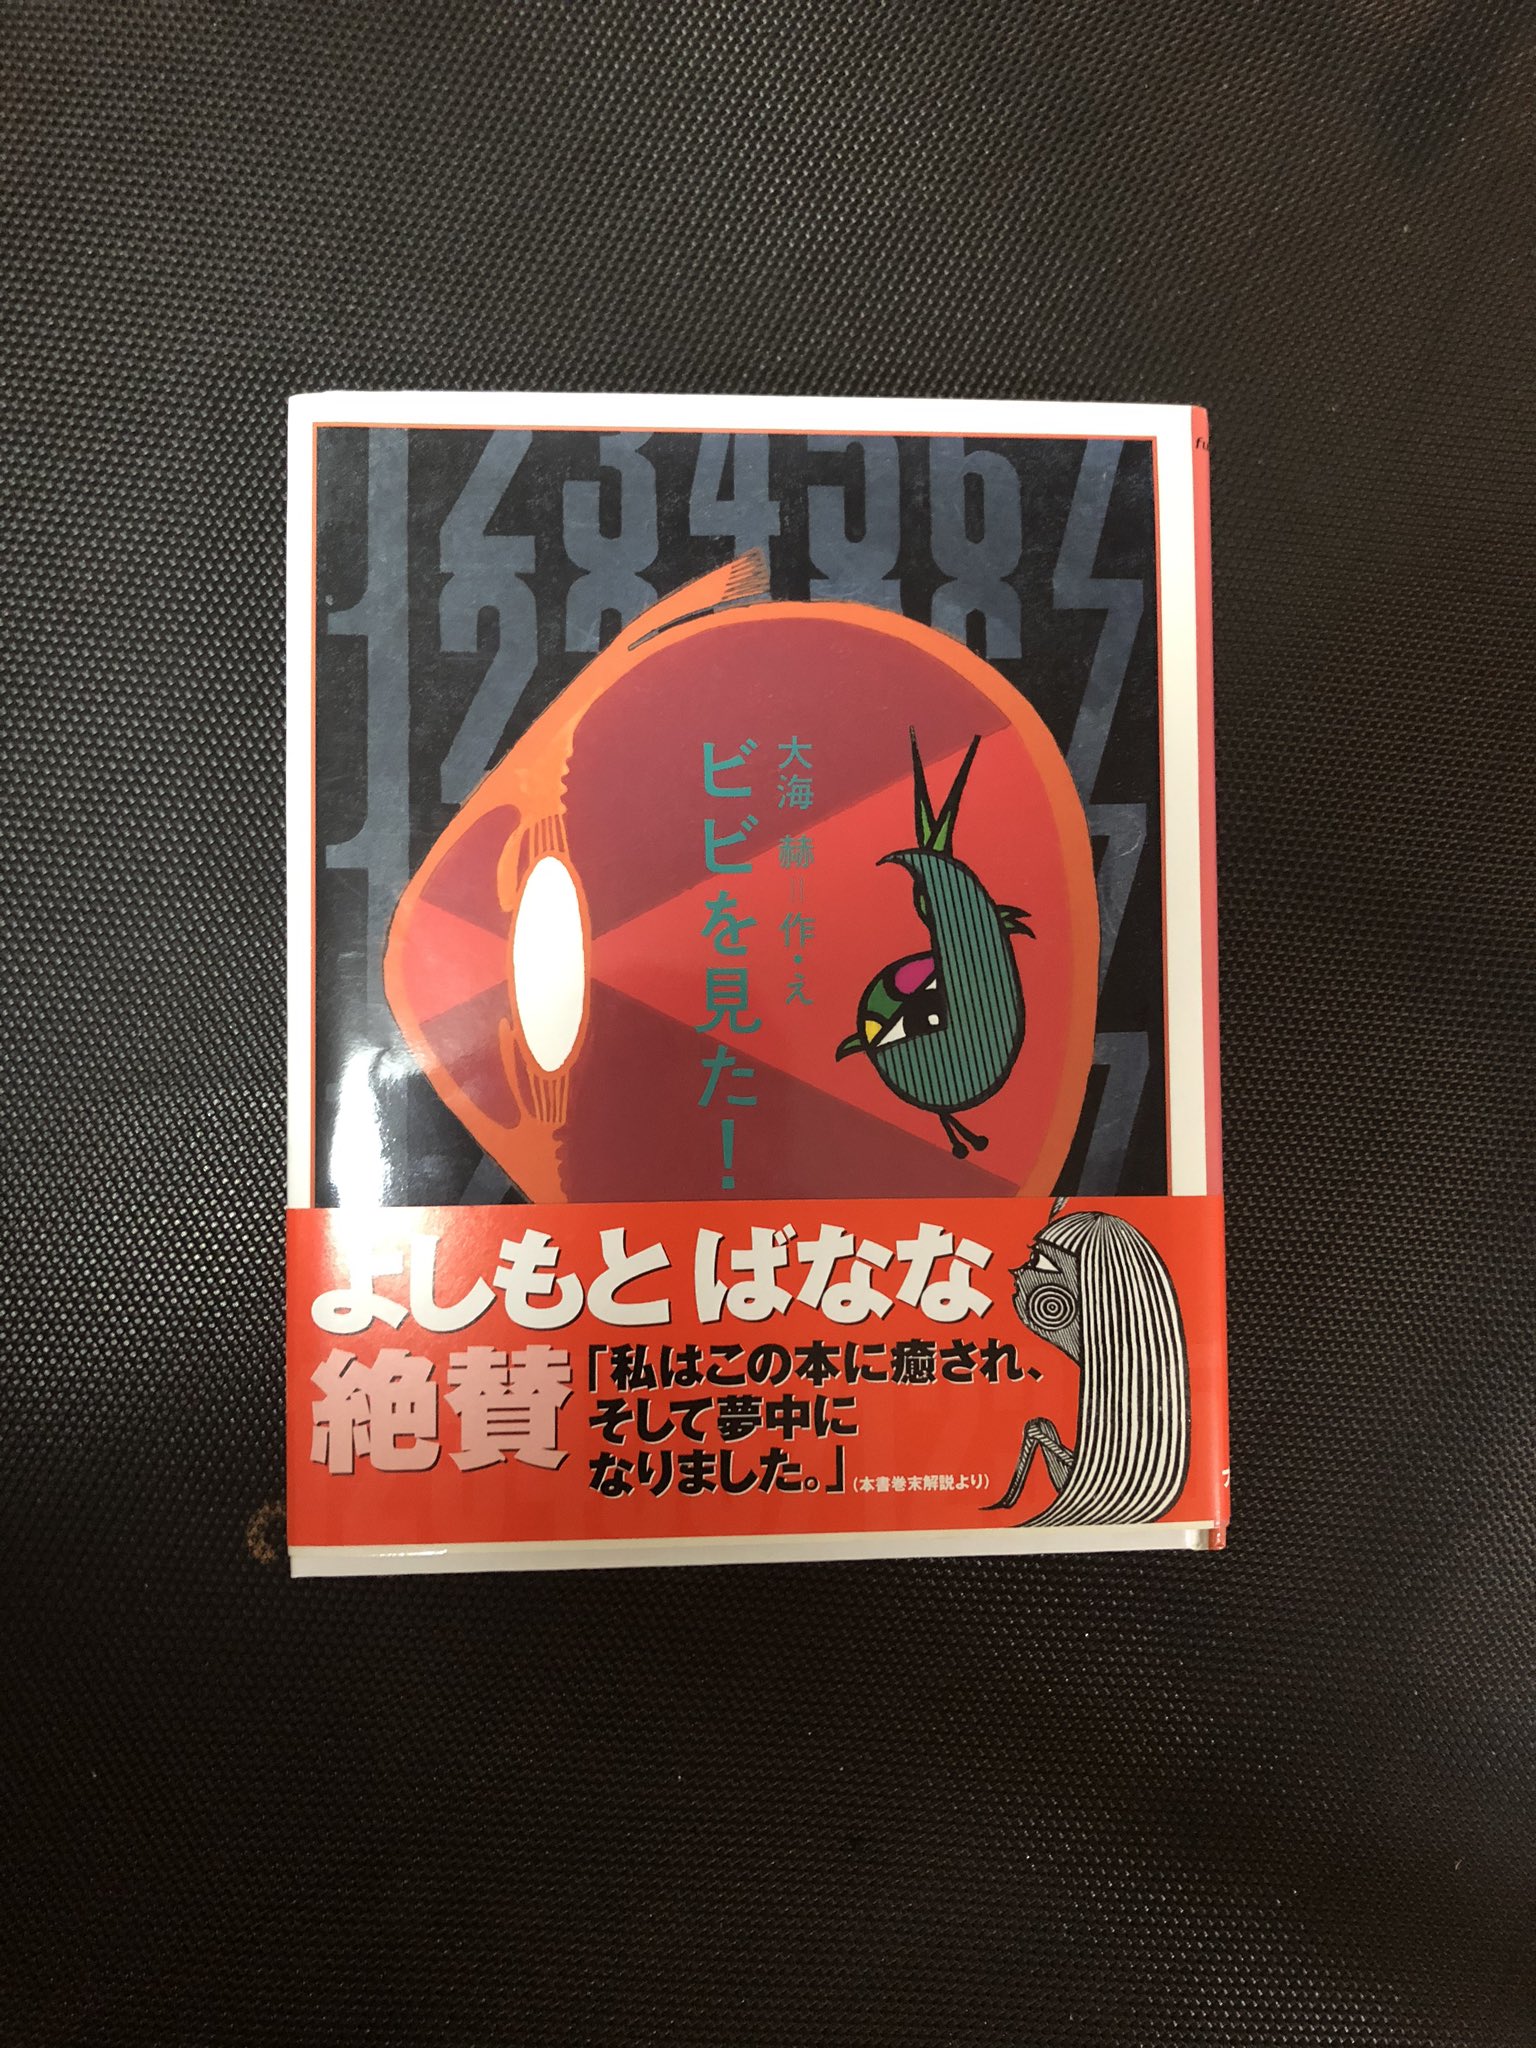 1234567
大海 赫＝作・え
ビビを見た！
よしもと ばなな
絶賛
「私はこの本に癒され、
そして夢中に
なりました。」
(本書巻末解説より)